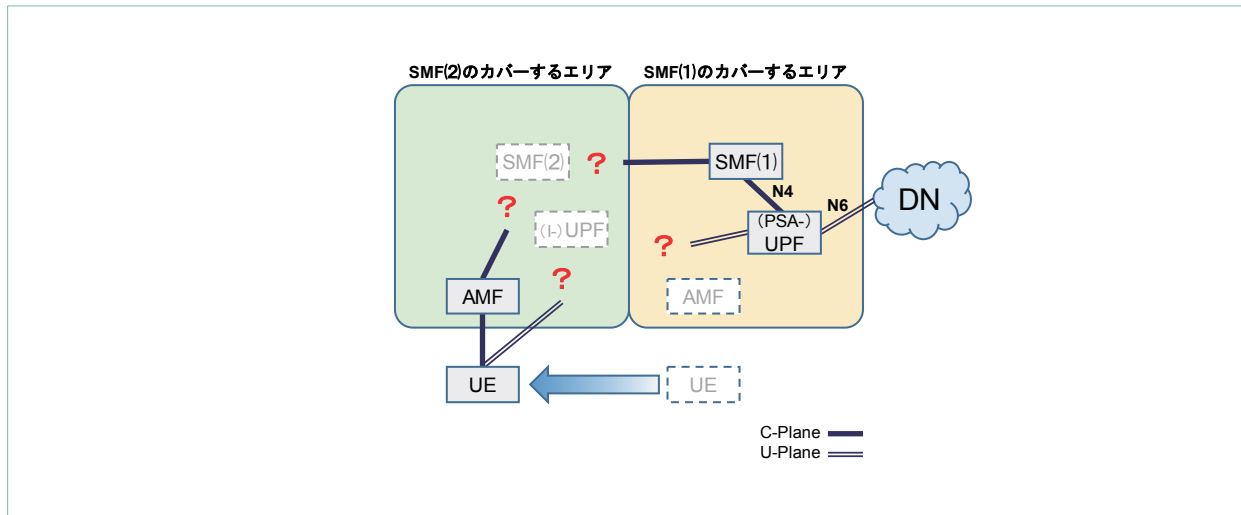 SMF(2)のカバーするエリア
SMF(1)のカバーするエリア
SMF(2)
?
SMF(1)
N4
?
(I-)UPF
?
(PSA-)
UPF
N6
DN
?
AMF
AMF
UE
UE
C-Plane
U-Plane